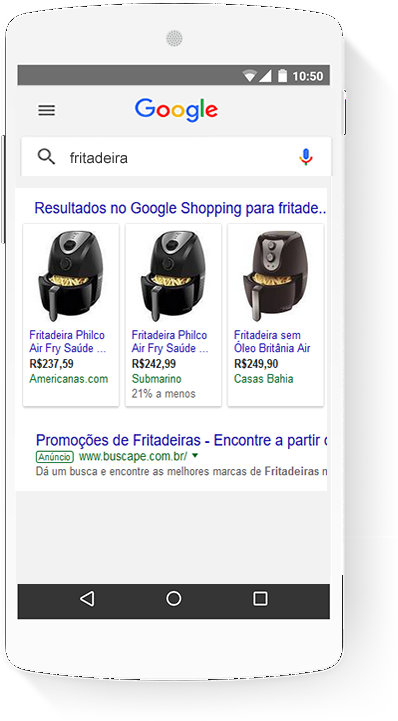 10:50
Google
fritadeira
Resultados no Google Shopping para fritade...
Fritadeira Philco
Air Fry Saúde ...
R$237,59
Americanas.com
Fritadeira Philco
Air Fry Saúde ...
R$242,99
Submarino
21% a menos
Fritadeira sem
Óleo Britânia Air
R$249,90
Casas Bahia
Promoções de Fritadeiras - Encontre a partir
Anúncio www.buscape.com.br/
Dá um busca e encontre as melhores marcas de Fritadeiras